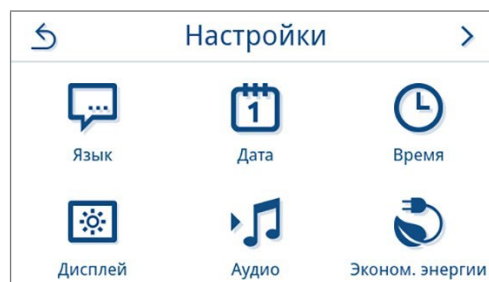 Настройки
...
1
Язык Дата Время
Дисплей Аудио Эконом. энергии